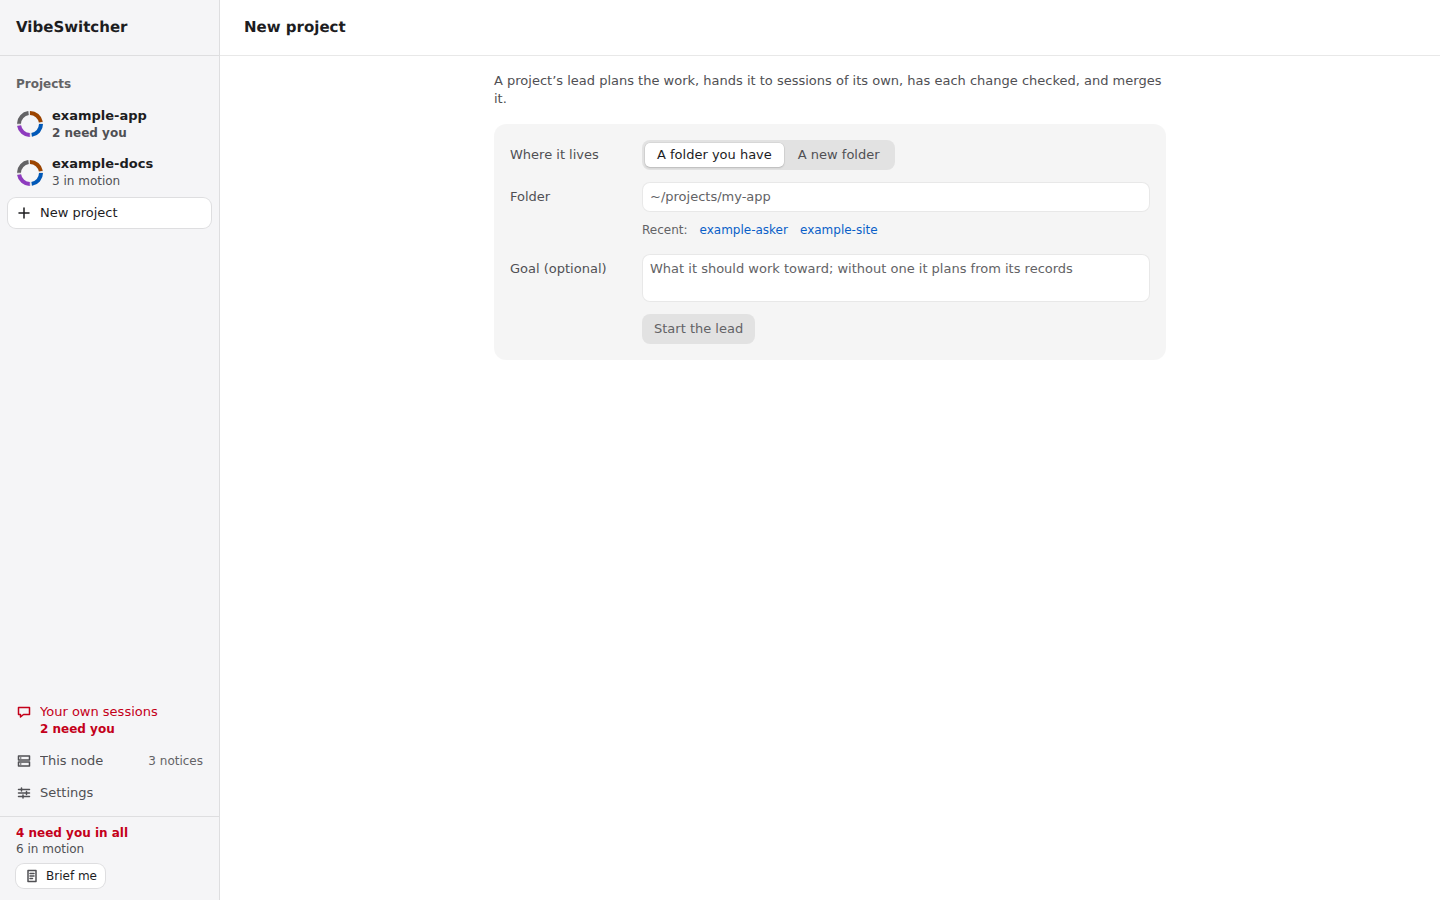 VibeSwitcher
New project
Projects
example-app
2 need you
example-docs
3 in motion
New project
A project’s lead plans the work, hands it to sessions of its own, has each change checked, and merges
it.
Where it lives
A folder you have
A new folder
Folder
~/projects/my-app
Recent: example-asker example-site
Goal (optional)
What it should work toward; without one it plans from its records
Start the lead
Your own sessions
2 need you
This node
3 notices
Settings
4 need you in all
6 in motion
Brief me